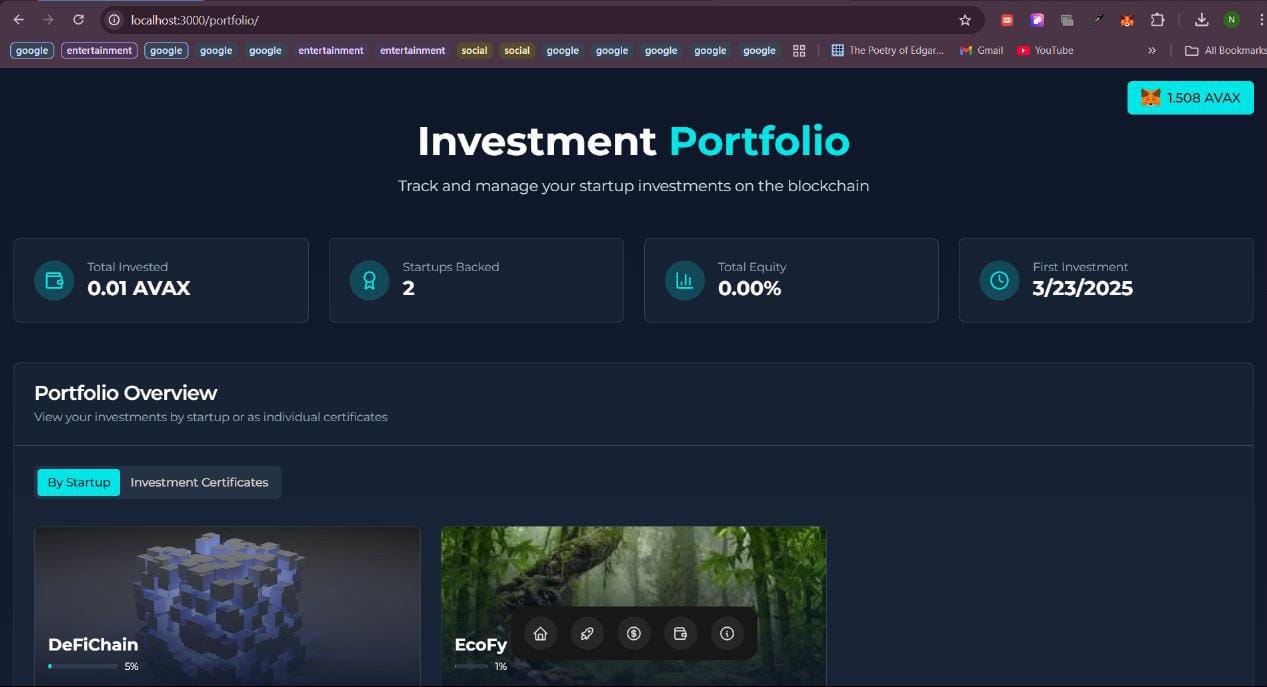 localhost:3000/portfolio/
N
google entertainment google google google entertainment entertainment social social google google google google google The Poetry of Edgar... Gmail YouTube » All Bookmarks
1.508 AVAX
Investment Portfolio
Track and manage your startup investments on the blockchain
Total Invested
0.01 AVAX
Startups Backed
2
Total Equity
0.00%
First Investment
3/23/2025
Portfolio Overview
View your investments by startup or as individual certificates
By Startup Investment Certificates
DeFiChain
5%
EcoFy
1%